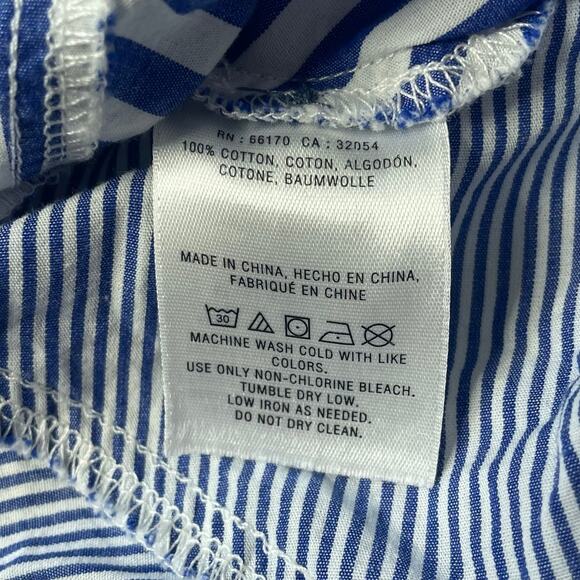 RN : 66170 CA : 32054
100% COTTON, COTON, ALGODÓN,
COTONE, BAUMWOLLE
MADE IN CHINA, HECHO EN CHINA,
FABRIQUÉ EN CHINE
30
MACHINE WASH COLD WITH LIKE
COLORS.
USE ONLY NON-CHLORINE BLEACH.
TUMBLE DRY LOW.
LOW IRON AS NEEDED.
DO NOT DRY CLEAN.